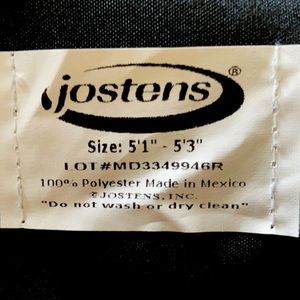 jostens®
Size: 5'1" - 5'3"
LOT#MD3349946R
100% Polyester Made in Mexico
©JOSTENS, INC.
"Do not wash or dry clean"